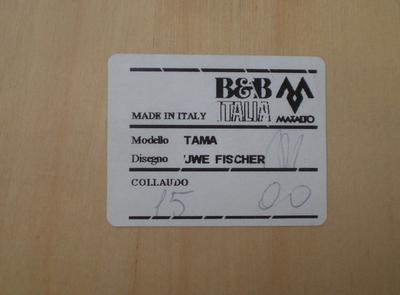 B&B
ITALIA
MADE IN ITALY
MAXALTO
Modello TAMA
Disegno UWE FISCHER
COLLAUDO
15 00